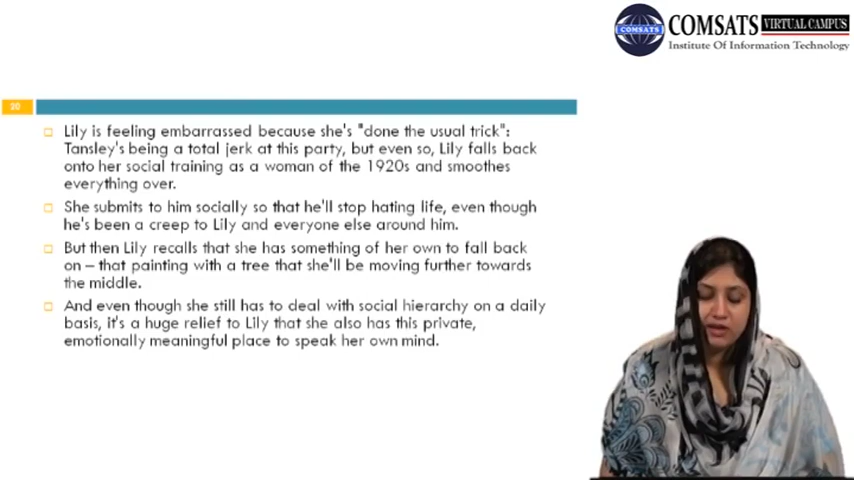 COMSATS VIRTUAL CAMPUS
COMSATS
Institute Of Information Technology
20
Lily is feeling embarrassed because she's "done the usual trick":
Tansley's being a total jerk at this party, but even so, Lily falls back
onto her social training as a woman of the 1920s and smoothes
everything over.
She submits to him socially so that he'll stop hating life, even though
he's been a creep to Lily and everyone else around him.
But then Lily recalls that she has something of her own to fall back
on – that painting with a tree that she'll be moving further towards
the middle.
And even though she still has to deal with social hierarchy on a daily
basis, it's a huge relief to Lily that she also has this private,
emotionally meaningful place to speak her own mind.